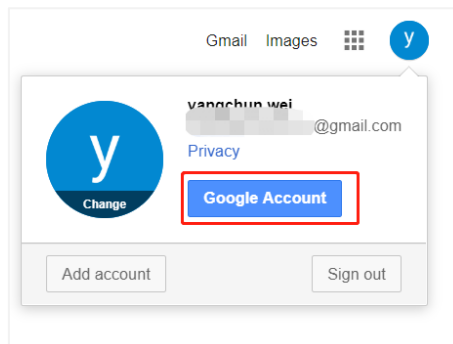 Gmail Images
y
yangchun wei
@gmail.com
Privacy
y
Change
Google Account
Add account
Sign out